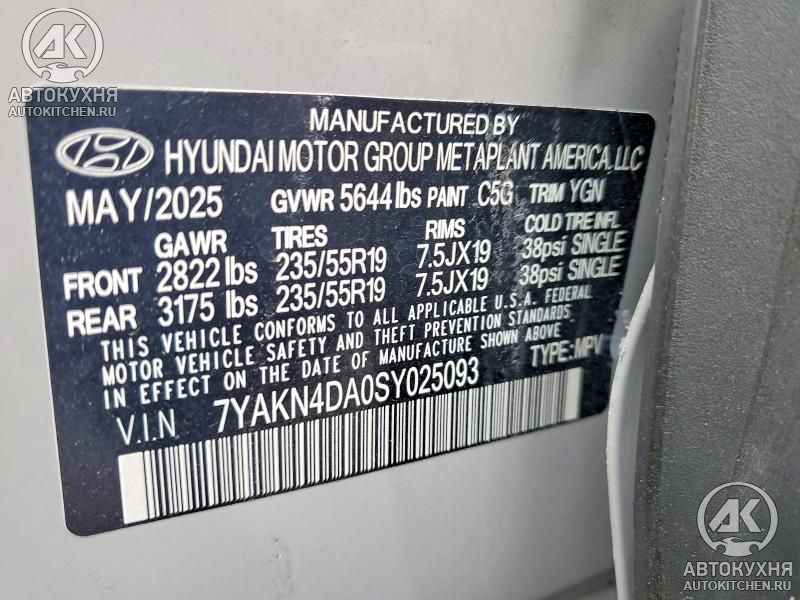 АК
АВТОКУХНЯ
AUTOKITCHEN.RU
MANUFACTURED BY
HYUNDAI MOTOR GROUP METAPLANT AMERICA, LLC
MAY/2025 GVWR 5644 lbs PAINT C5G TRIM YGN
GAWR TIRES RIMS COLD TIRE INFL
FRONT 2822 lbs 235/55R19 7.5JX19 38psi SINGLE
REAR 3175 lbs 235/55R19 7.5JX19 38psi SINGLE
THIS VEHICLE CONFORMS TO ALL APPLICABLE U.S.A. FEDERAL
MOTOR VEHICLE SAFETY AND THEFT PREVENTION STANDARDS
IN EFFECT ON THE DATE OF MANUFACTURE SHOWN ABOVE.
TYPE: MPV
V.I.N. 7YAKN4DA0SY025093
АК
АВТОКУХНЯ
AUTOKITCHEN.RU